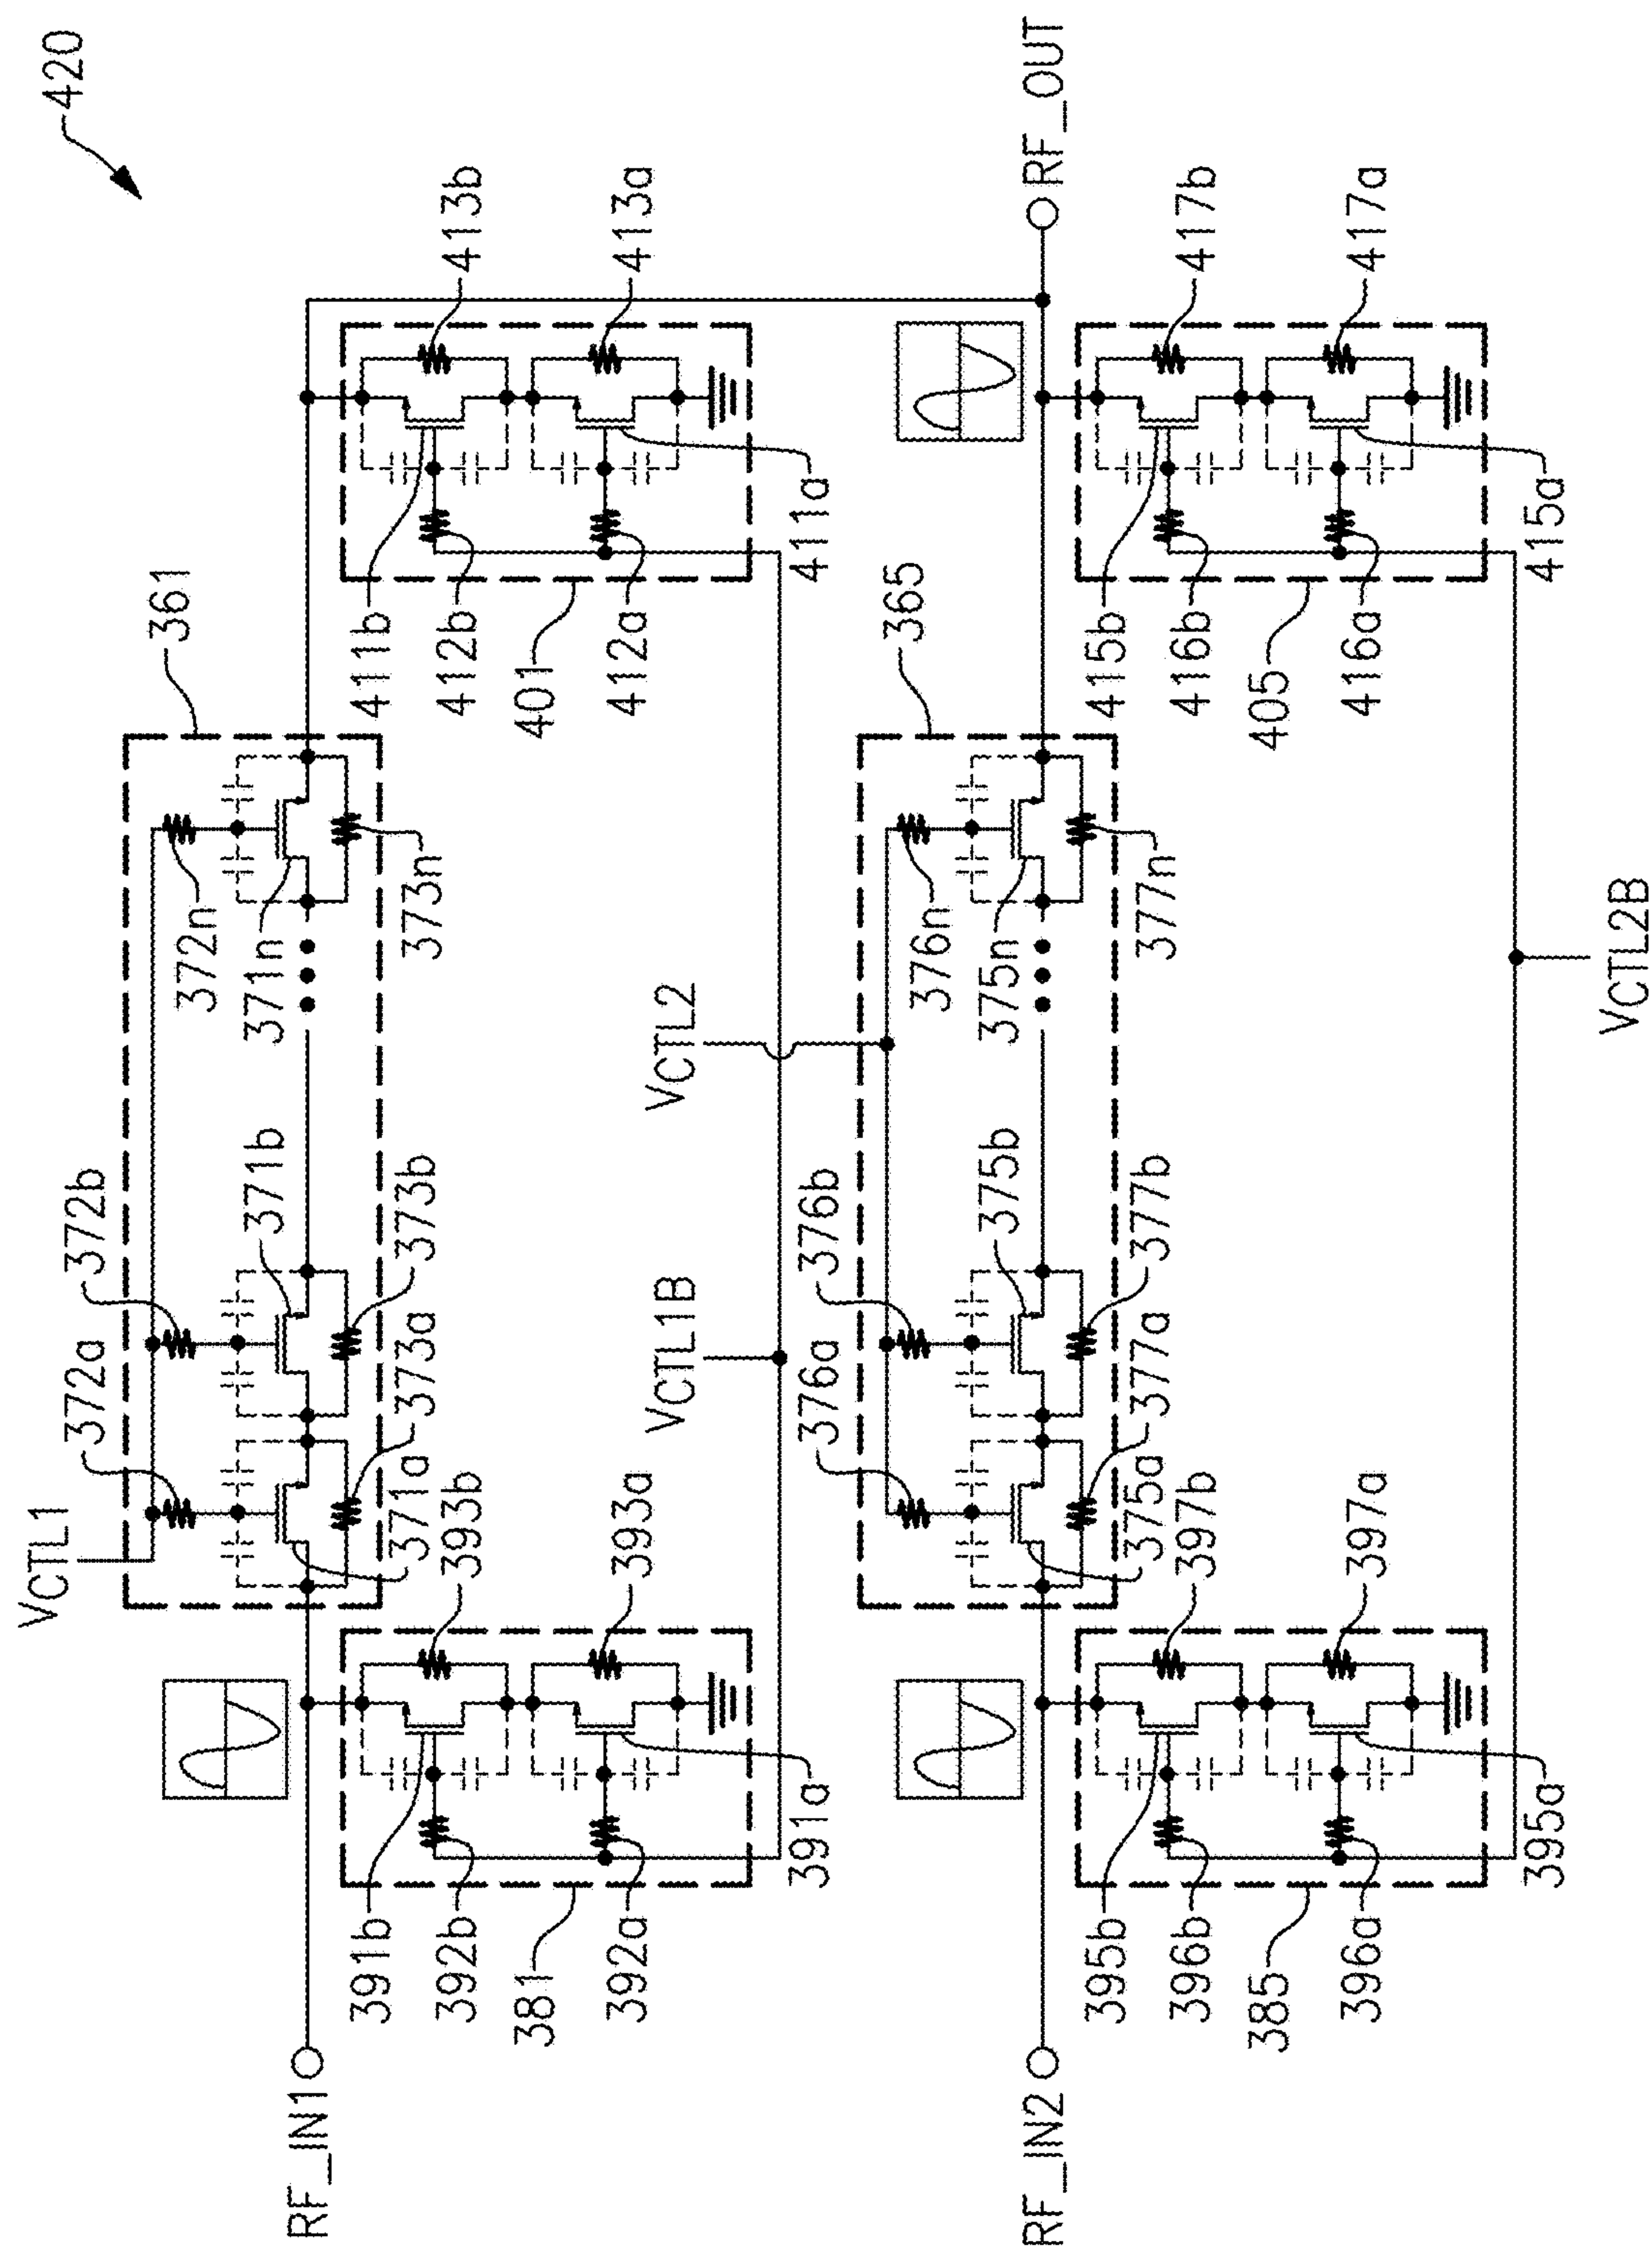 420
VCTL1
372a
372b
361
372n
371a
371b
371n
373a
373b
373n
RF_IN1
391b
392b
381
392a
391a
393b
393a
411b
412b
401
412a
411a
413b
413a
VCTL1B
VCTL2
376a
376b
365
376n
375a
375b
375n
377a
377b
377n
RF_IN2
RF_OUT
395b
396b
385
396a
395a
397b
397a
415b
416b
405
416a
415a
417b
417a
VCTL2B